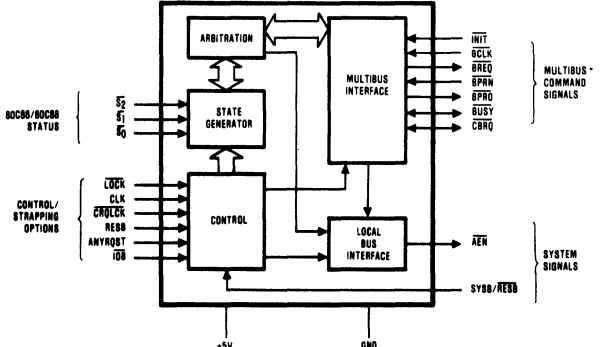 ARBITRATION
MULTIBUS
INTERFACE
STATE
GENERATOR
CONTROL
LOCAL
BUS
INTERFACE
80C86/80C88
STATUS
S2
S1
S0
CONTROL/
STRAPPING
OPTIONS
LOCK
CLK
CRQLCK
RESB
ANYRQST
IOB
INIT
BCLK
BREQ
BPRN
BPRO
BUSY
CBRQ
MULTIBUS
COMMAND
SIGNALS
AEN
SYSB/RESB
SYSTEM
SIGNALS
+5V
GND